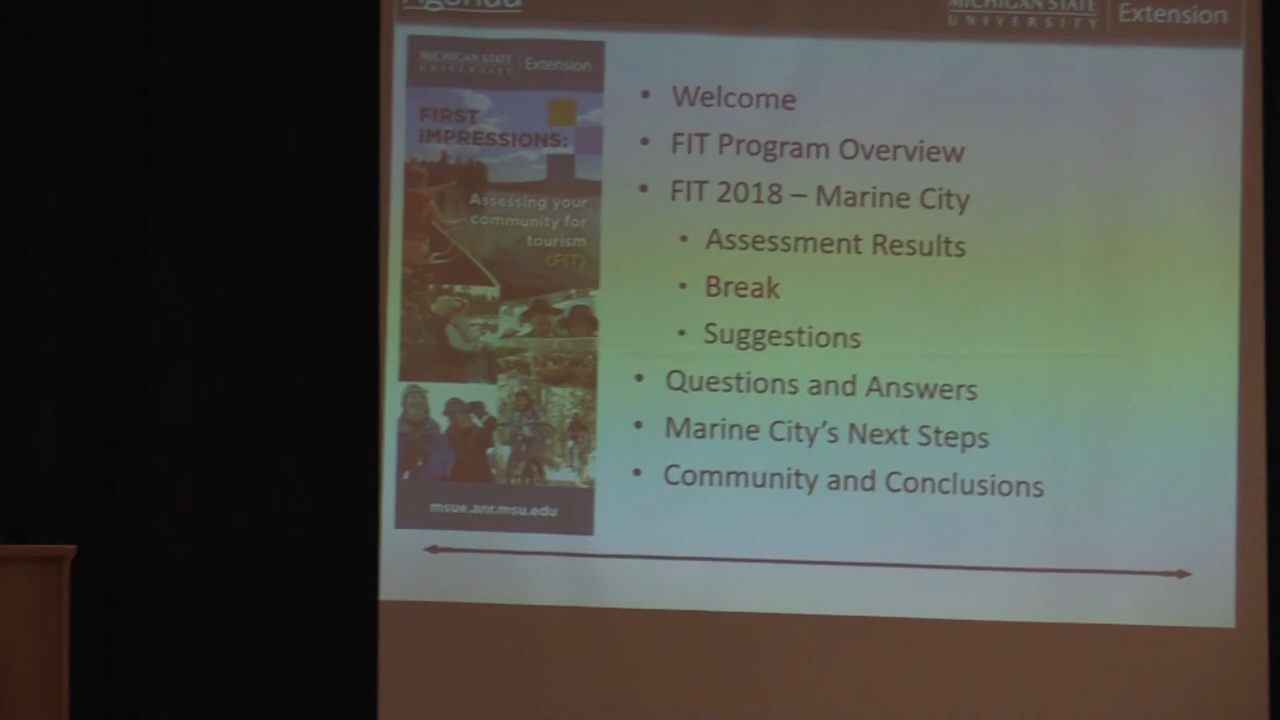 Agenda
MICHIGAN STATE
UNIVERSITY
Extension
MICHIGAN STATE
UNIVERSITY
Extension
FIRST
IMPRESSIONS:
Assessing your
community for
tourism
(FIT)
msue.anr.msu.edu
• Welcome
• FIT Program Overview
• FIT 2018 – Marine City
• Assessment Results
• Break
• Suggestions
• Questions and Answers
• Marine City's Next Steps
• Community and Conclusions